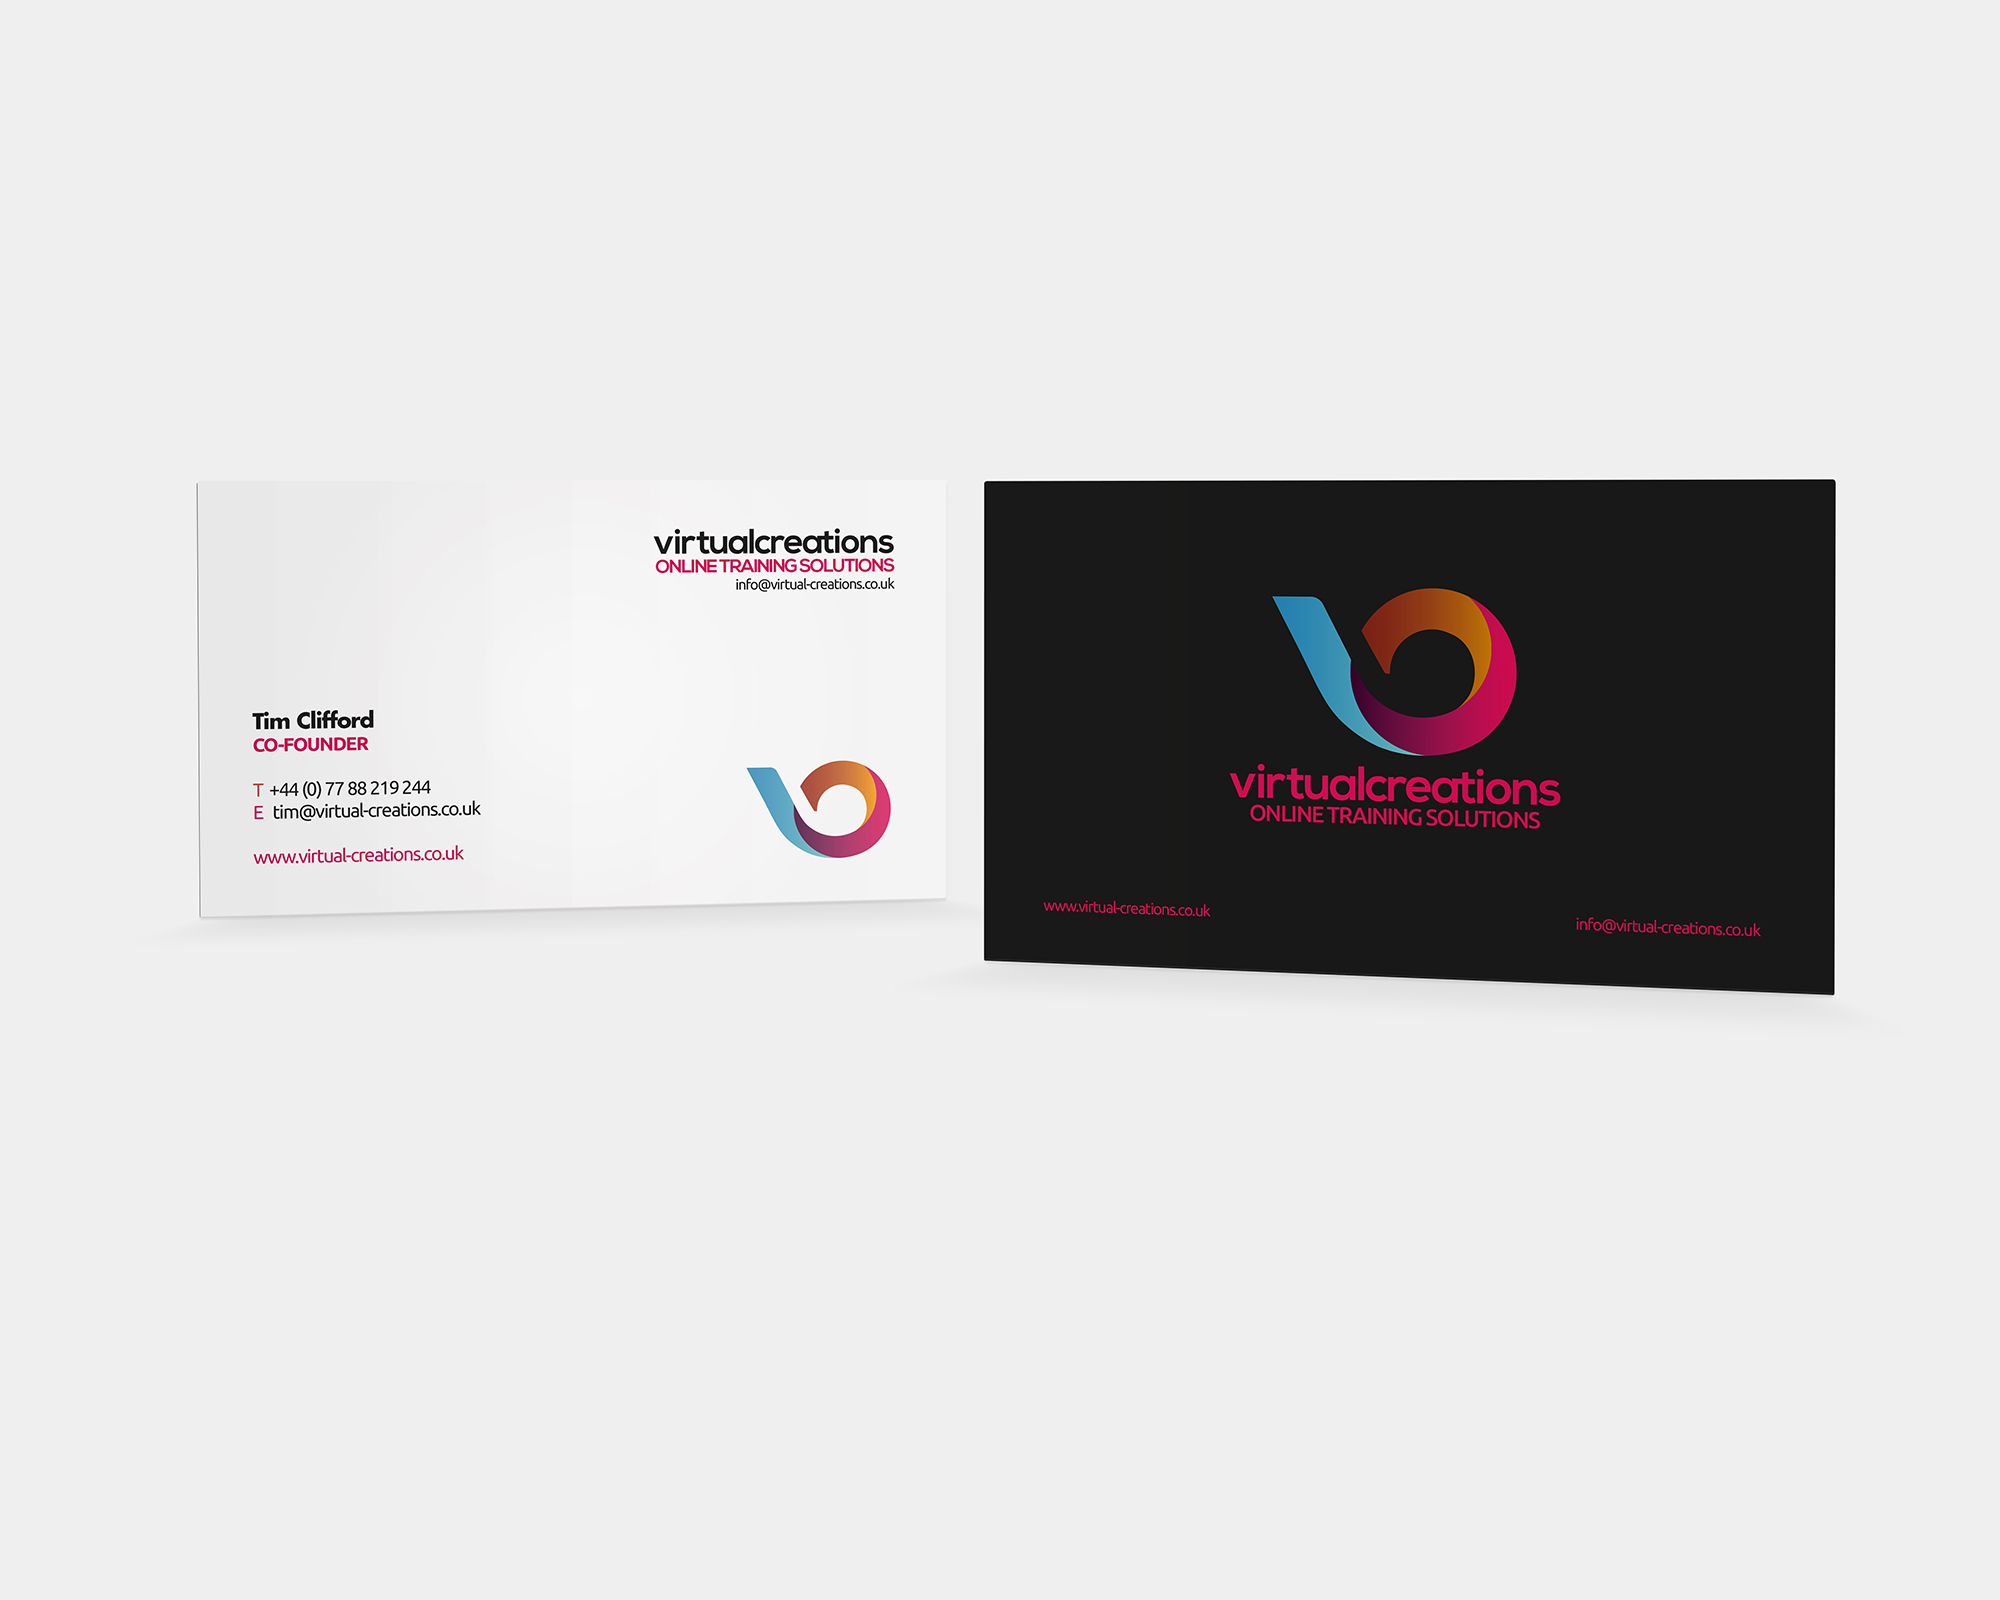 virtualcreations
ONLINE TRAINING SOLUTIONS
info@virtual-creations.co.uk
Tim Clifford
CO-FOUNDER
T +44 (0) 77 88 219 244
E tim@virtual-creations.co.uk
www.virtual-creations.co.uk
virtualcreations
ONLINE TRAINING SOLUTIONS
www.virtual-creations.co.uk
info@virtual-creations.co.uk